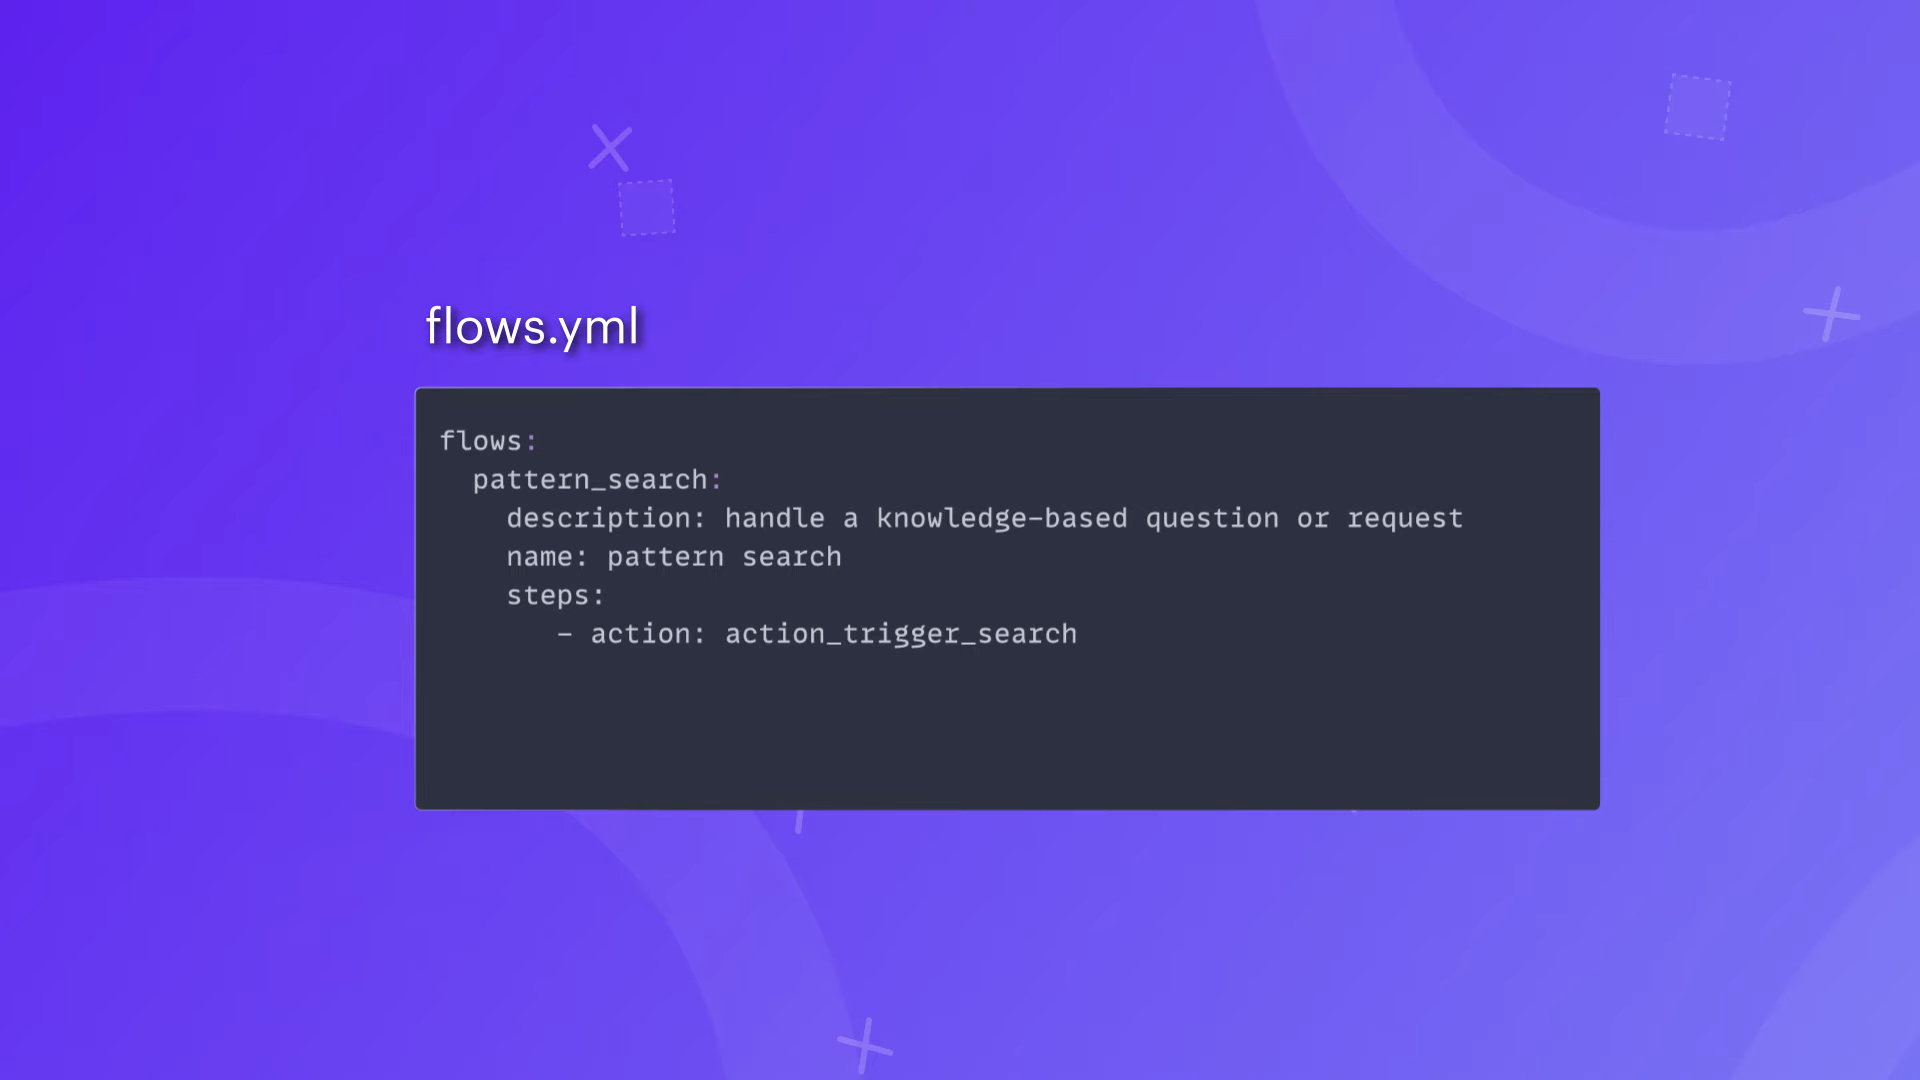 flows.yml
flows:
  pattern_search:
    description: handle a knowledge-based question or request
    name: pattern search
    steps:
       - action: action_trigger_search